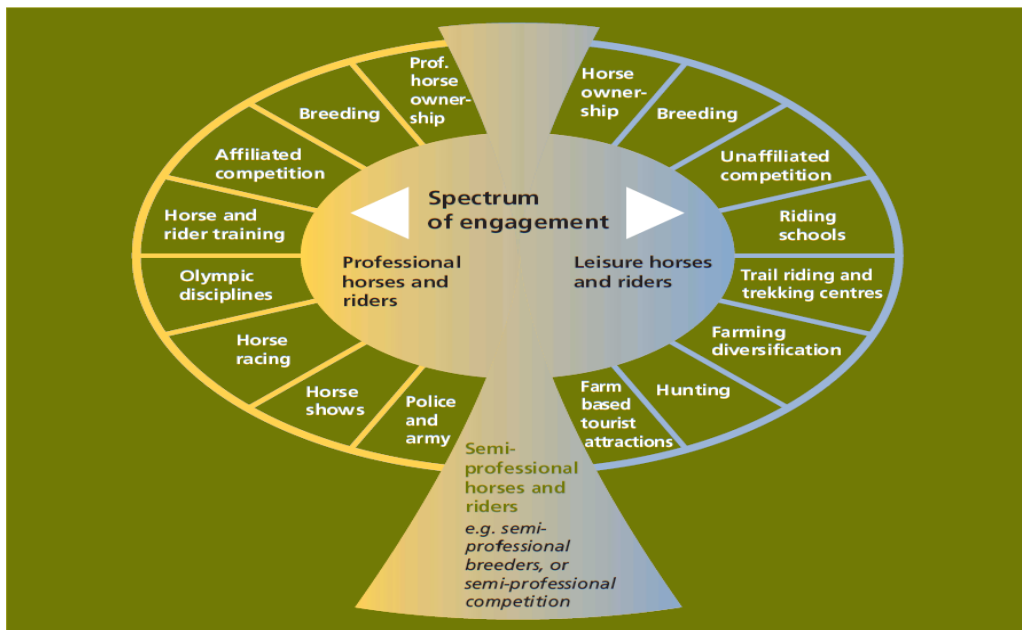 Prof.
horse
owner-
ship
Breeding
Affiliated
competition
Horse and
rider training
Olympic
disciplines
Horse
racing
Horse
shows
Police
and
army
Spectrum
of engagement
Professional
horses and
riders
Leisure horses
and riders
Horse
owner-
ship
Breeding
Unaffiliated
competition
Riding
schools
Trail riding and
trekking centres
Farming
diversification
Hunting
Farm
based
tourist
attractions
Semi-
professional
horses and
riders
e.g. semi-
professional
breeders, or
semi-professional
competition